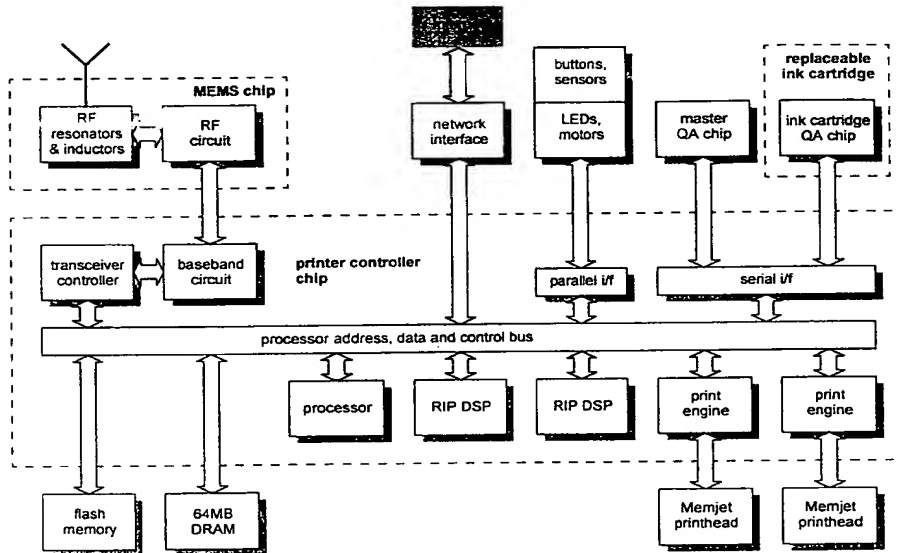 MEMS chip
RF
resonators
& inductors
RF
circuit
network
interface
buttons,
sensors
LEDs,
motors
master
QA chip
replaceable
ink cartridge
ink cartridge
QA chip
transceiver
controller
baseband
circuit
printer controller
chip
parallel i/f
serial i/f
processor address, data and control bus
processor
RIP DSP
RIP DSP
print
engine
print
engine
flash
memory
64MB
DRAM
Memjet
printhead
Memjet
printhead